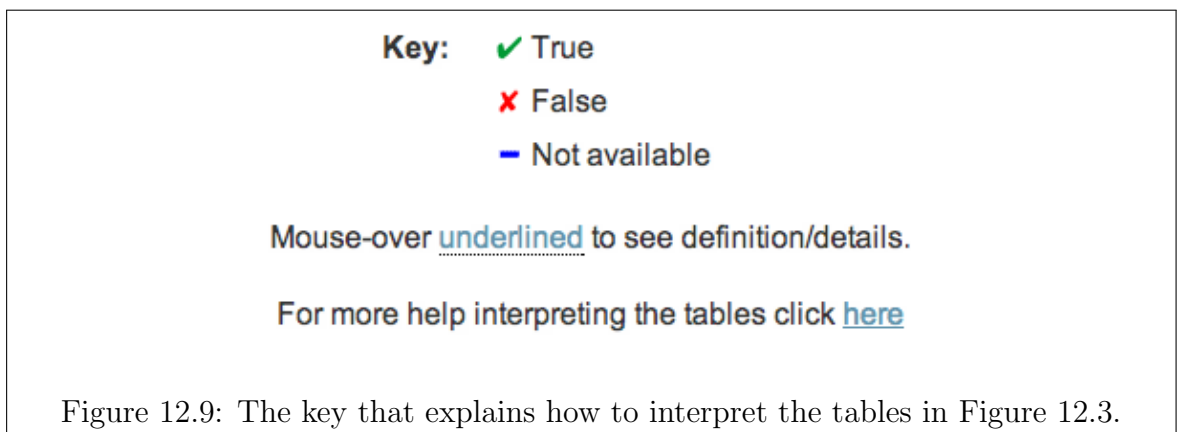 Key: ✔ True
✘ False
– Not available
Mouse-over underlined to see definition/details.
For more help interpreting the tables click here
Figure 12.9: The key that explains how to interpret the tables in Figure 12.3.